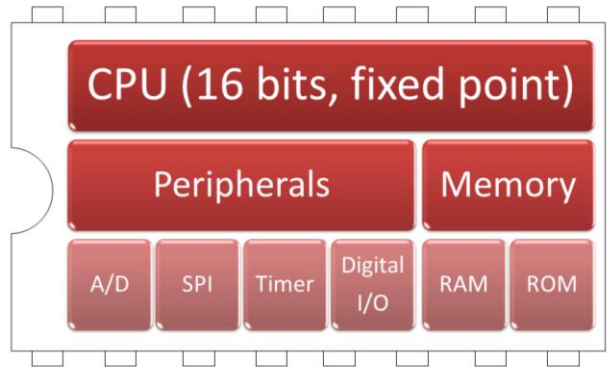 CPU (16 bits, fixed point)
Peripherals
Memory
A/D
SPI
Timer
Digital
I/O
RAM
ROM